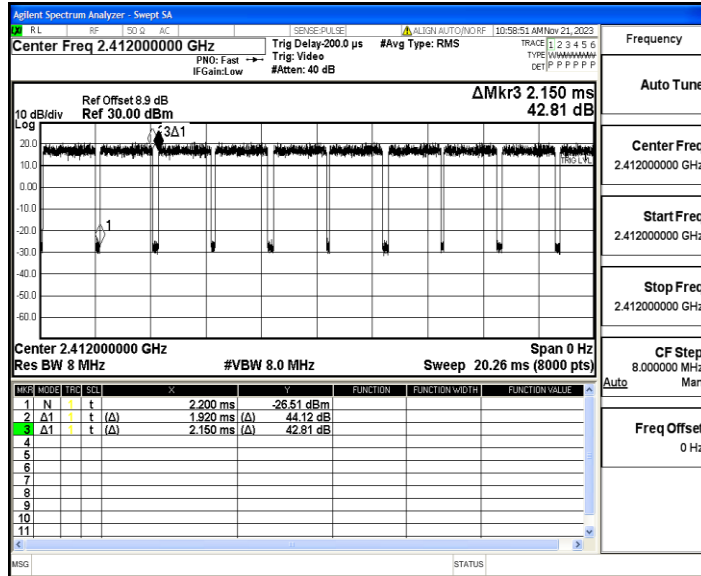 Agilent Spectrum Analyzer - Swept SA
LXI RL RF 50 Ω AC SENSE:PULSE ALIGN AUTO/NO RF 10:58:51 AM Nov 21, 2023
Center Freq 2.412000000 GHz
PNO: Fast
IFGain:Low
Trig Delay-200.0 µs
Trig: Video
#Atten: 40 dB
#Avg Type: RMS
TRACE 1 2 3 4 5 6
TYPE WWWWWW
DET P P P P P P
10 dB/div
Log
Ref Offset 8.9 dB
Ref 30.00 dBm
ΔMkr3 2.150 ms
42.81 dB
3Δ1
TRIG LVL
1
20.0
10.0
0.00
-10.0
-20.0
-30.0
-40.0
-50.0
-60.0
Center 2.412000000 GHz Span 0 Hz
Res BW 8 MHz #VBW 8.0 MHz Sweep 20.26 ms (8000 pts)
MKR MODE TRC SCL X Y FUNCTION FUNCTION WIDTH FUNCTION VALUE
1 N 1 t 2.200 ms -26.51 dBm
2 Δ1 1 t (Δ) 1.920 ms (Δ) 44.12 dB
3 Δ1 1 t (Δ) 2.150 ms (Δ) 42.81 dB
4
5
6
7
8
9
10
11
MSG STATUS
Frequency
Auto Tune
Center Freq
2.412000000 GHz
Start Freq
2.412000000 GHz
Stop Freq
2.412000000 GHz
CF Step
8.000000 MHz
Auto Man
Freq Offset
0 Hz